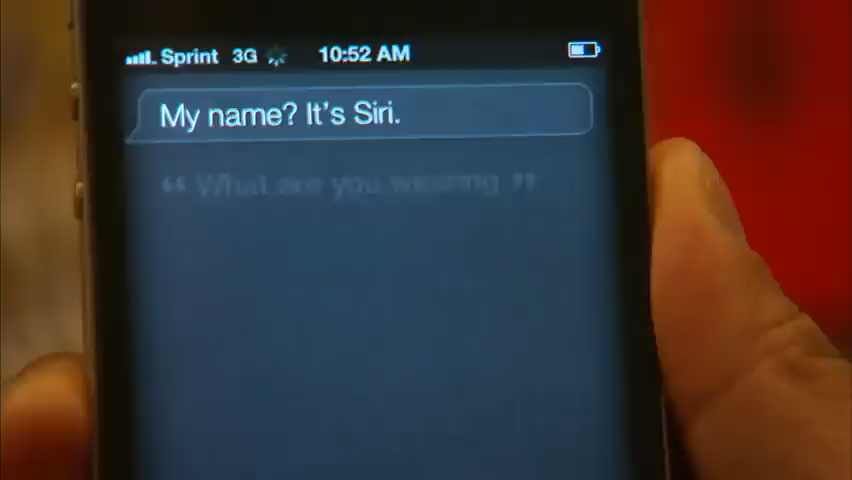 Sprint 3G 10:52 AM
My name? It's Siri.
“ What are you wearing ”